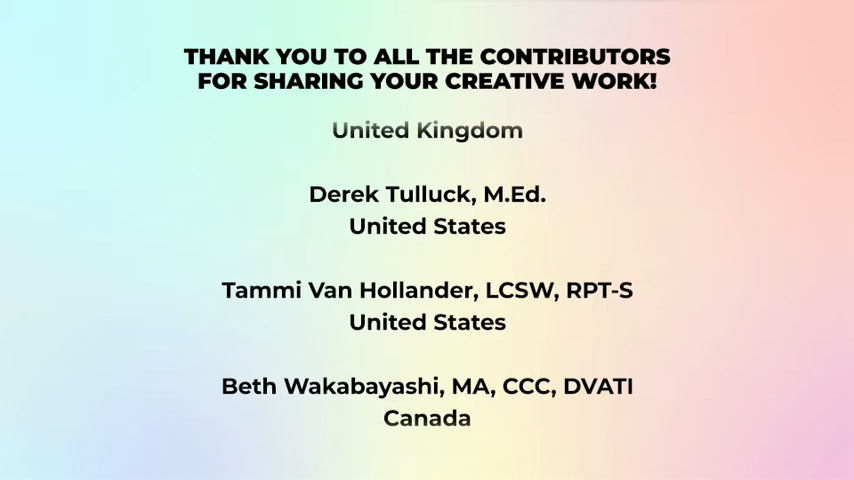 THANK YOU TO ALL THE CONTRIBUTORS
FOR SHARING YOUR CREATIVE WORK!
United Kingdom
Derek Tulluck, M.Ed.
United States
Tammi Van Hollander, LCSW, RPT-S
United States
Beth Wakabayashi, MA, CCC, DVATI
Canada